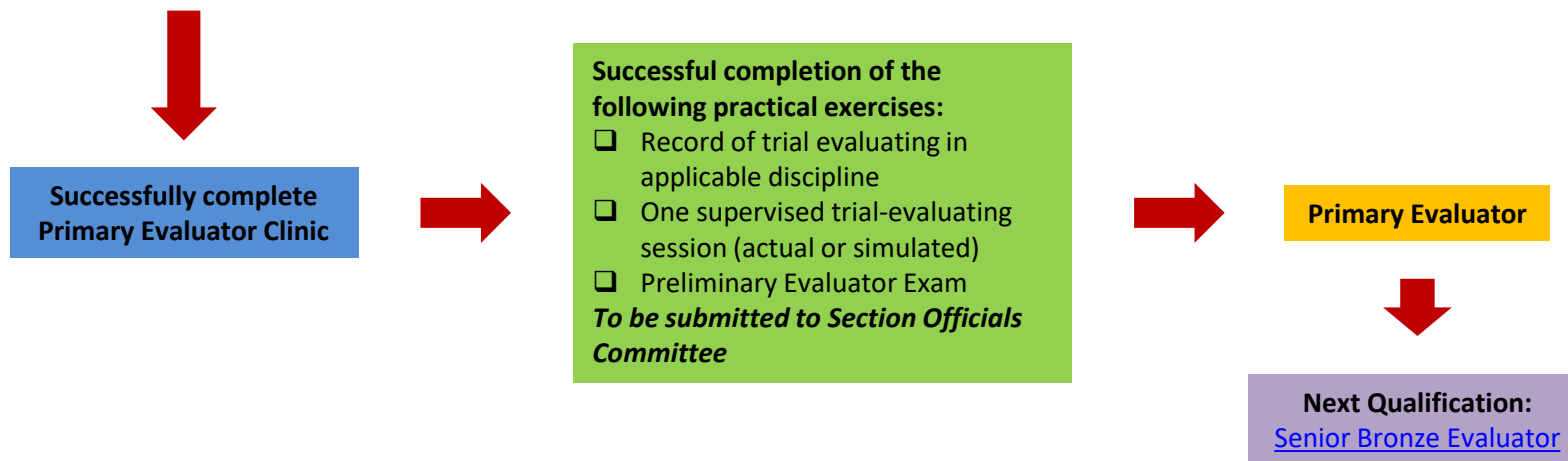 Successfully complete
Primary Evaluator Clinic
Successful completion of the
following practical exercises:
❑ Record of trial evaluating in
applicable discipline
❑ One supervised trial-evaluating
session (actual or simulated)
❑ Preliminary Evaluator Exam
To be submitted to Section Officials
Committee
Primary Evaluator
Next Qualification:
Senior Bronze Evaluator